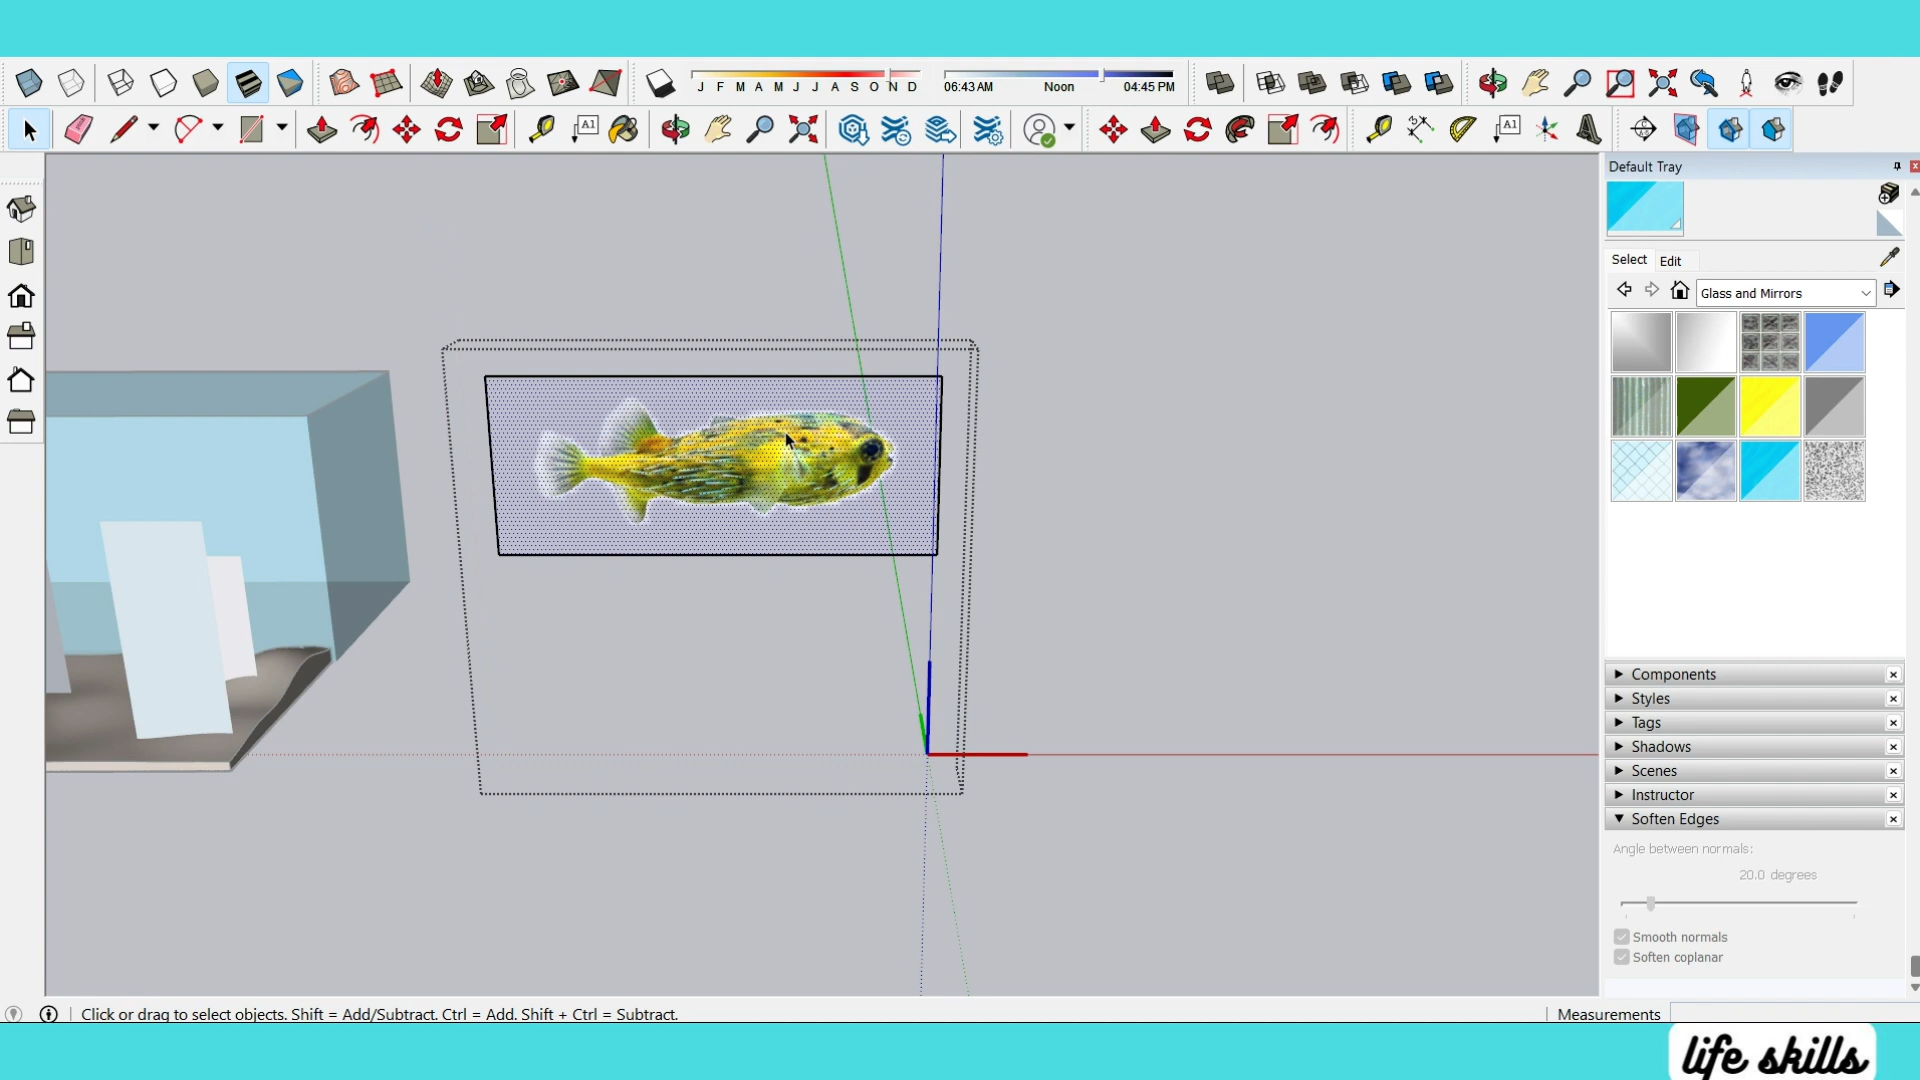 J F M A M J J A S O N D
06:43 AM Noon 04:45 PM
A1
A1
Default Tray
Select Edit
Glass and Mirrors
Components
Styles
Tags
Shadows
Scenes
Instructor
Soften Edges
Angle between normals:
20.0 degrees
Smooth normals
Soften coplanar
Click or drag to select objects. Shift = Add/Subtract. Ctrl = Add. Shift + Ctrl = Subtract.
Measurements
life skills